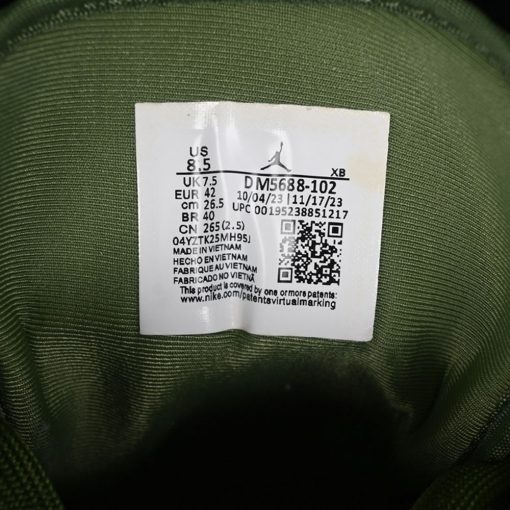 US
8.5
XB
UK 7.5
DM5688-102
EUR 42
10/04/23 | 11/17/23
cm 26.5
UPC 00195238851217
BR 40
CN 265(2.5)
04YZTK25MH95J
MADE IN VIETNAM
HECHO EN VIETNAM
FABRIQUE AU VIETNAM
FABRICADO NO VIETNÃ
This product is covered by one or more patents:
www.nike.com/patentsvirtualmarking